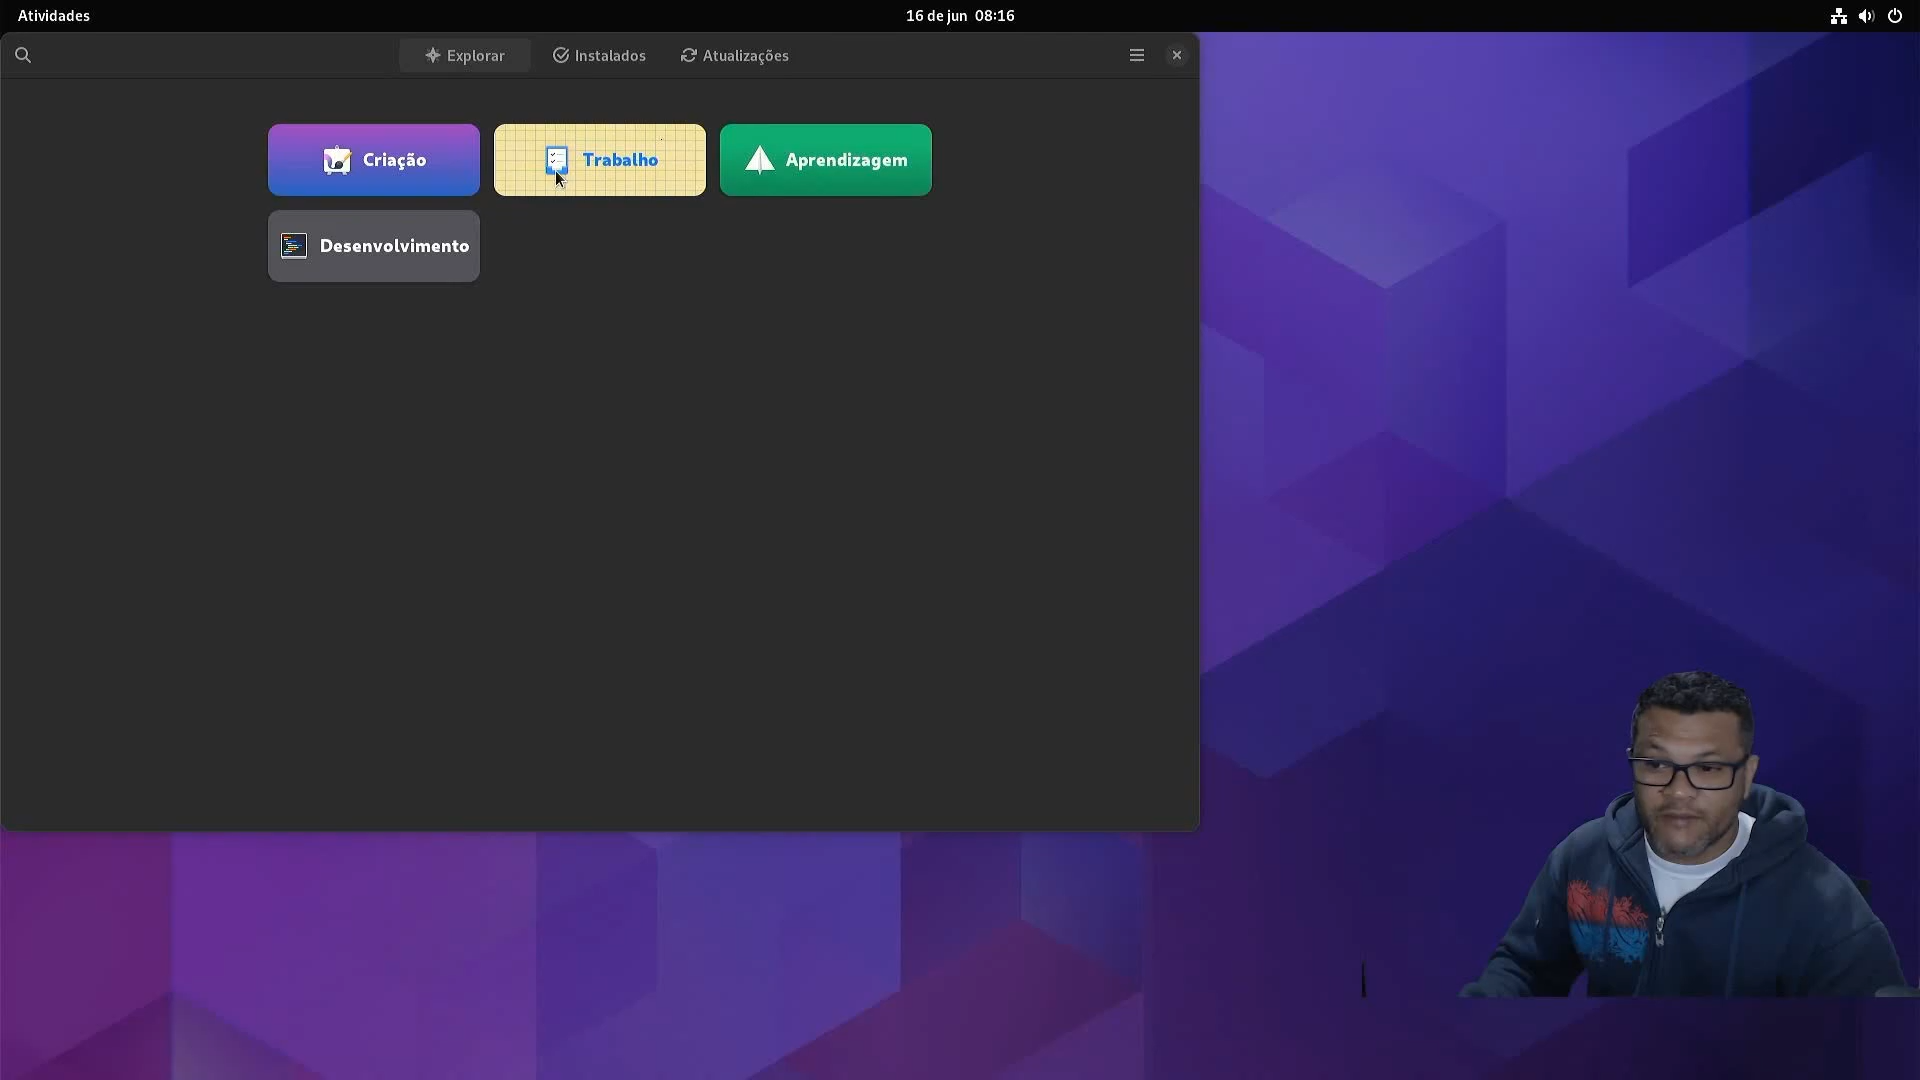 Atividades
16 de jun 08:16
Explorar
Instalados
Atualizações
Criação
Trabalho
Aprendizagem
Desenvolvimento